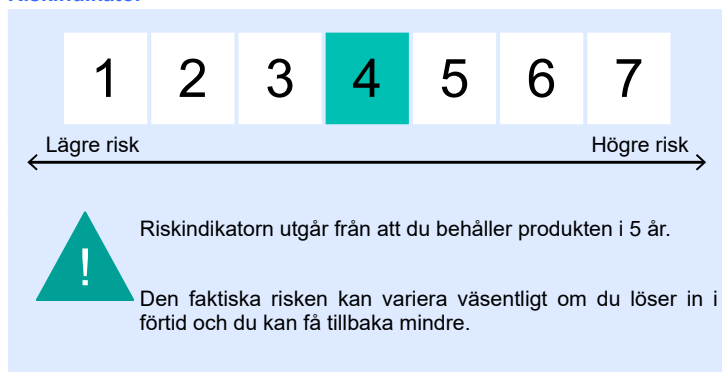 Riskindikator
1 2 3 4 5 6 7
Lägre risk Högre risk
!
Riskindikatorn utgår från att du behåller produkten i 5 år.
Den faktiska risken kan variera väsentligt om du löser in i
förtid och du kan få tillbaka mindre.